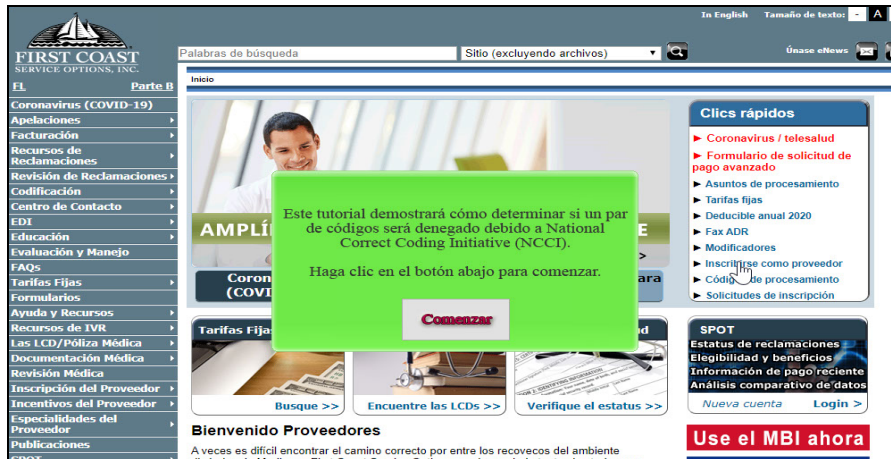 In English Tamaño de texto: - A
FIRST COAST
SERVICE OPTIONS, INC.
Palabras de búsqueda
Sitio (excluyendo archivos)
Únase eNews
FL Parte B
Inicio
Coronavirus (COVID-19)
Apelaciones
Facturación
Recursos de
Reclamaciones
Revisión de Reclamaciones
Codificación
Centro de Contacto
EDI
Educación
Evaluación y Manejo
FAQs
Tarifas Fijas
Formularios
Ayuda y Recursos
Recursos de IVR
Las LCD/Póliza Médica
Documentación Médica
Revisión Médica
Inscripción del Proveedor
Incentivos del Proveedor
Especialidades del
Proveedor
Publicaciones
SPOT
AMPLÍ
E
>
Coron
(COVI
ara
Este tutorial demostrará cómo determinar si un par
de códigos será denegado debido a National
Correct Coding Initiative (NCCI).
Haga clic en el botón abajo para comenzar.
Comenzar
Clics rápidos
Coronavirus / telesalud
Formulario de solicitud de
pago avanzado
Asuntos de procesamiento
Tarifas fijas
Deducible anual 2020
Fax ADR
Modificadores
Inscribirse como proveedor
de procesamiento
Solicitudes de inscripción
Tarifas Fija
d
Busque >>
Encuentre las LCDs >>
Verifique el estatus >>
SPOT
Estatus de reclamaciones
Elegibilidad y beneficios
Información de pago reciente
Análisis comparativo de datos
Nueva cuenta Login >
Bienvenido Proveedores
A veces es difícil encontrar el camino correcto por entre los recovecos del ambiente
Use el MBI ahora